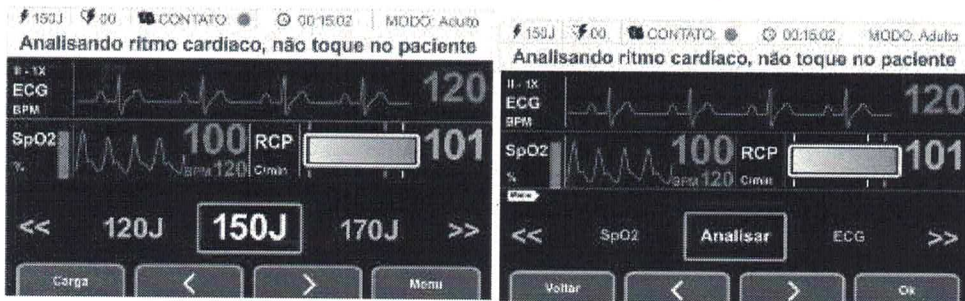 150J 00 CONTATO: 00:15:02 MODO: Adulto
Analisando ritmo cardíaco, não toque no paciente
II - 1X
ECG
BPM
120
SpO2
%
100
BPM 120
RCP
C/min
101
<< 120J 150J 170J >>
Carga < > Menu
150J 00 CONTATO: 00:15:02 MODO: Adulto
Analisando ritmo cardíaco, não toque no paciente
II - 1X
ECG
BPM
120
SpO2
%
100
BPM 120
RCP
C/min
101
Menu
<< SpO2 Analisar ECG >>
Voltar < > Ok